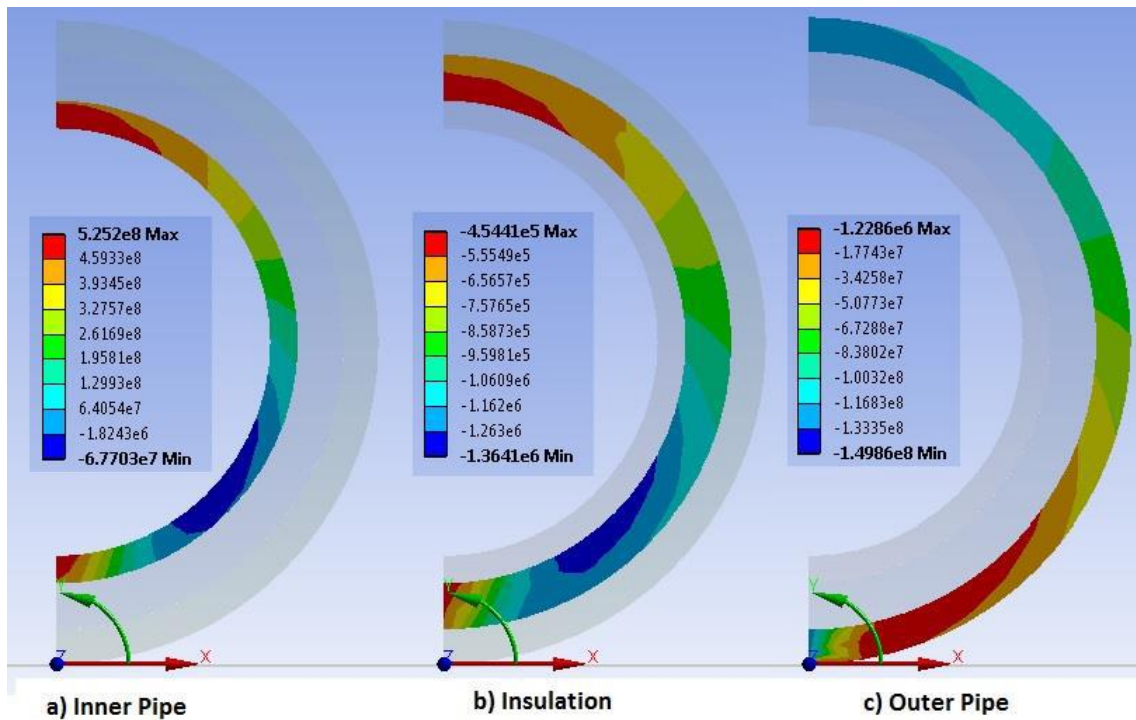 5.252e8 Max
4.5933e8
3.9345e8
3.2757e8
2.6169e8
1.9581e8
1.2993e8
6.4054e7
-1.8243e6
-6.7703e7 Min
-4.5441e5 Max
-5.5549e5
-6.5657e5
-7.5765e5
-8.5873e5
-9.5981e5
-1.0609e6
-1.162e6
-1.263e6
-1.3641e6 Min
-1.2286e6 Max
-1.7743e7
-3.4258e7
-5.0773e7
-6.7288e7
-8.3802e7
-1.0032e8
-1.1683e8
-1.3335e8
-1.4986e8 Min
Y
Z
X
Y
Z
X
Y
Z
X
a) Inner Pipe
b) Insulation
c) Outer Pipe